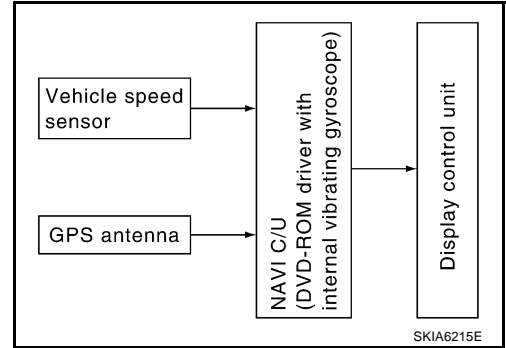 Vehicle speed
sensor
GPS antenna
NAVI C/U
(DVD-ROM driver with
internal vibrating gyroscope)
Display control unit
SKIA6215E